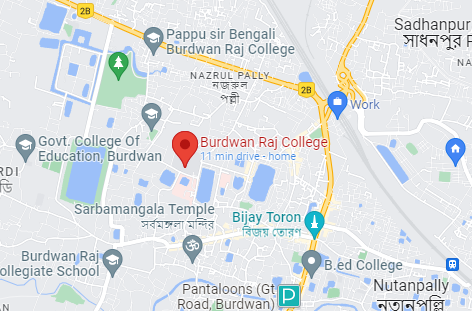 2B
Pappu sir Bengali
Burdwan Raj College
Sadhanpur
সাধনপুর P
NAZRUL PALLY
নজরুল
পল্লী
2B
Work
Govt. College Of
Education, Burdwan
Burdwan Raj College
11 min drive - home
RDI
ডি
Sarbamangala Temple
সর্বমঙ্গলা মন্দির
Bijay Toron
বিজয় তোরণ
Burdwan Raj
ollegiate School
B.ed College
Pantaloons (Gt
Road, Burdwan)
P
Nutanpally
নতানপল্লি